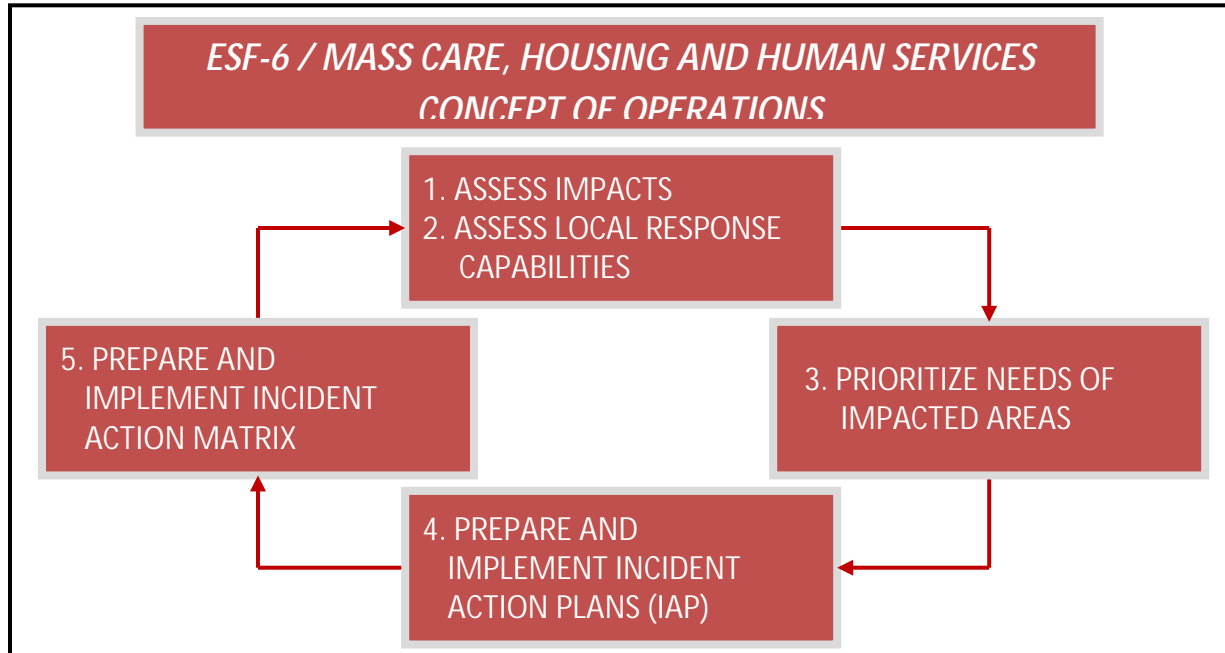 ESF-6 / MASS CARE, HOUSING AND HUMAN SERVICES
CONCEPT OF OPERATIONS
1. ASSESS IMPACTS
2. ASSESS LOCAL RESPONSE
CAPABILITIES
3. PRIORITIZE NEEDS OF
IMPACTED AREAS
4. PREPARE AND
IMPLEMENT INCIDENT
ACTION PLANS (IAP)
5. PREPARE AND
IMPLEMENT INCIDENT
ACTION MATRIX